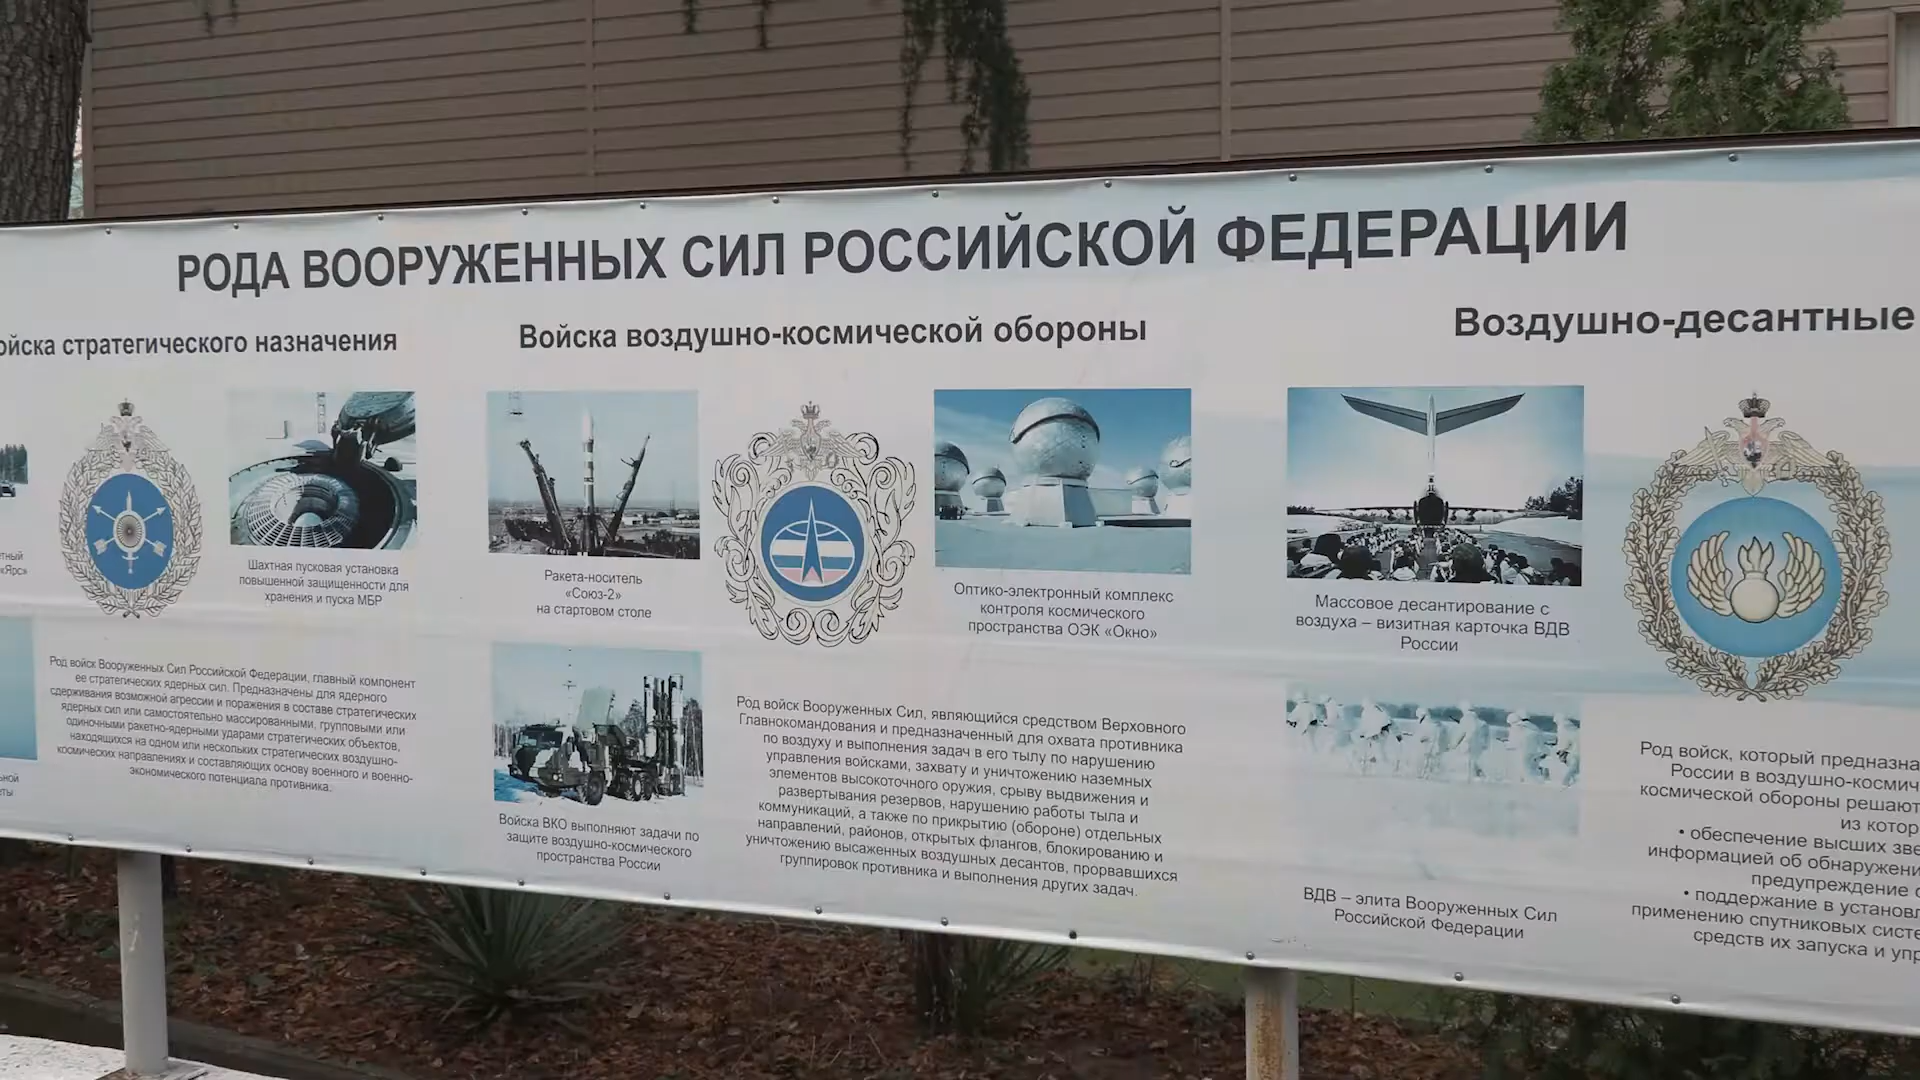 РОДА ВООРУЖЕННЫХ СИЛ РОССИЙСКОЙ ФЕДЕРАЦИИ
ойска стратегического назначения
етный
«Ярс»
Шахтная пусковая установка
повышенной защищенности для
хранения и пуска МБР
Род войск Вооруженных Сил Российской Федерации, главный компонент
ее стратегических ядерных сил. Предназначены для ядерного
сдерживания возможной агрессии и поражения в составе стратегических
ядерных сил или самостоятельно массированными, групповыми или
одиночными ракетно-ядерными ударами стратегических объектов,
находящихся на одном или нескольких стратегических воздушно-
космических направлениях и составляющих основу военного и военно-
экономического потенциала противника.
льной
еты
Войска воздушно-космической обороны
Ракета-носитель
«Союз-2»
на стартовом столе
Оптико-электронный комплекс
контроля космического
пространства ОЭК «Окно»
Войска ВКО выполняют задачи по
защите воздушно-космического
пространства России
Род войск Вооруженных Сил, являющийся средством Верховного
Главнокомандования и предназначенный для охвата противника
по воздуху и выполнения задач в его тылу по нарушению
управления войсками, захвату и уничтожению наземных
элементов высокоточного оружия, срыву выдвижения и
развертывания резервов, нарушению работы тыла и
коммуникаций, а также по прикрытию (обороне) отдельных
направлений, районов, открытых флангов, блокированию и
уничтожению высаженных воздушных десантов, прорвавшихся
группировок противника и выполнения других задач.
Воздушно-десантные
Массовое десантирование с
воздуха – визитная карточка ВДВ
России
ВДВ – элита Вооруженных Сил
Российской Федерации
Род войск, который предназна
России в воздушно-космич
космической обороны решают
из котор
• обеспечение высших зве
информацией об обнаружени
предупреждение о
• поддержание в установл
применению спутниковых систе
средств их запуска и упр